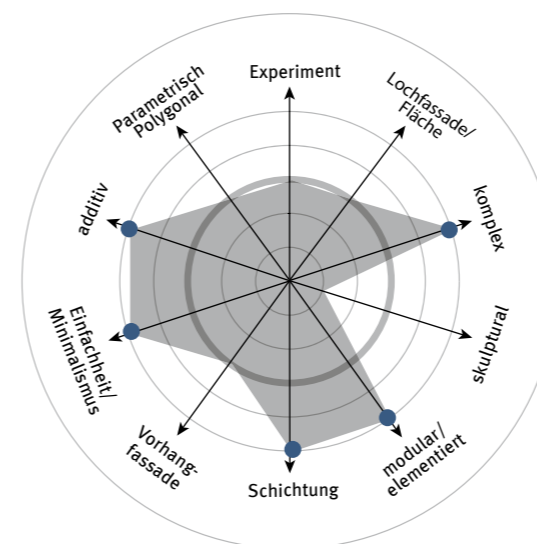 Experiment
Lochfassade/
Fläche
komplex
skulptural
modular/
elementiert
Schichtung
Vorhang-
fassade
Einfachheit/
Minimalismus
additiv
Parametrisch
Polygonal